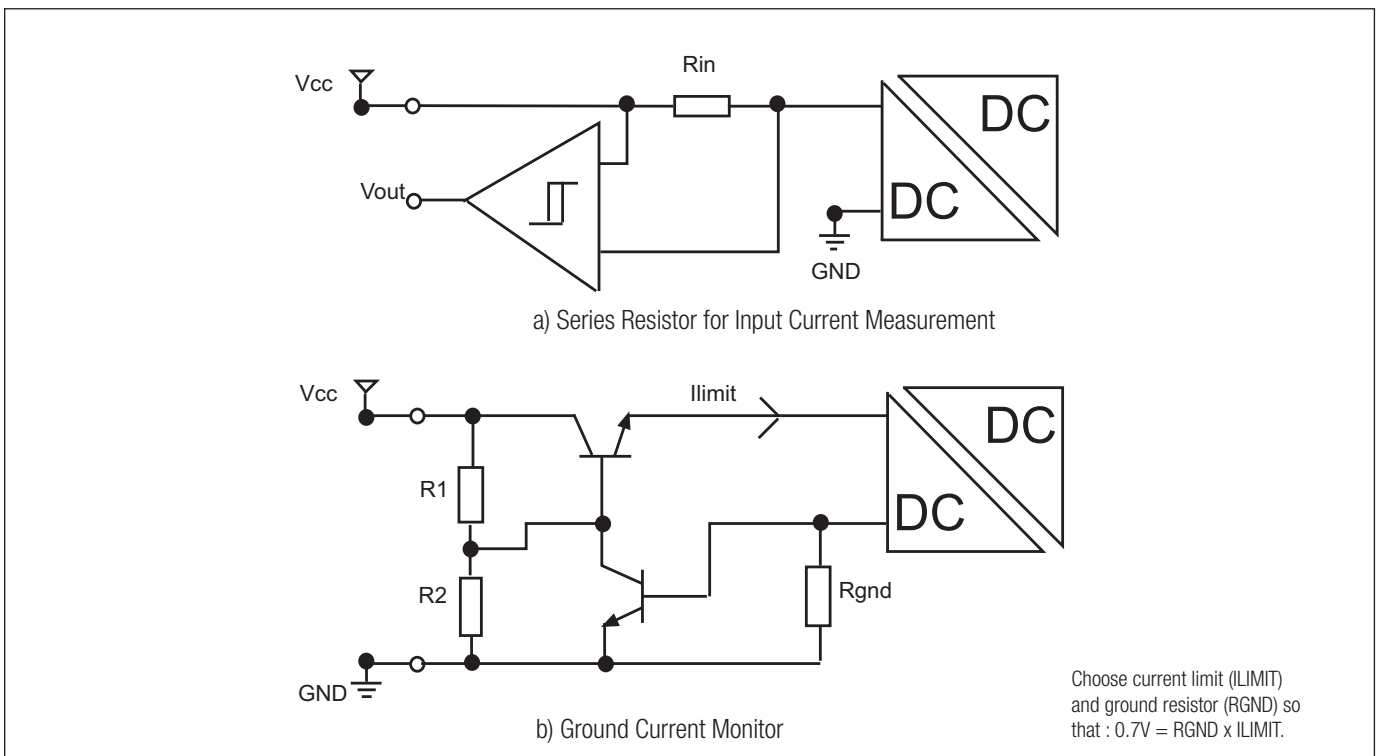 Vcc
Rin
DC
Vout
DC
GND
a) Series Resistor for Input Current Measurement
Vcc
Ilimit
DC
R1
DC
R2
Rgnd
GND
b) Ground Current Monitor
Choose current limit (ILIMIT)
and ground resistor (RGND) so
that : 0.7V = RGND x ILIMIT.